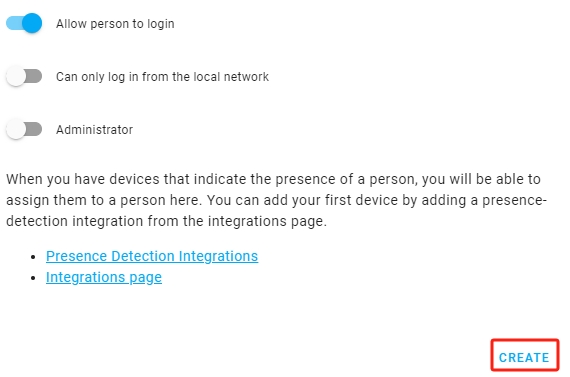 Allow person to login
Can only log in from the local network
Administrator
When you have devices that indicate the presence of a person, you will be able to
assign them to a person here. You can add your first device by adding a presence-
detection integration from the integrations page.
Presence Detection Integrations
Integrations page
CREATE